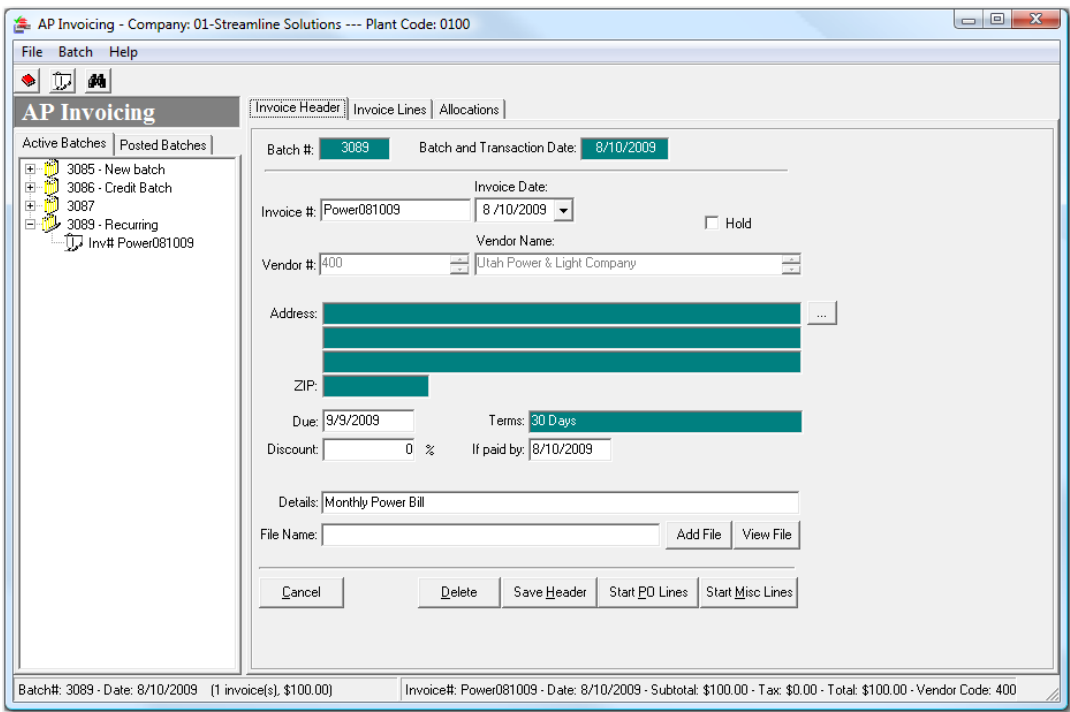 AP Invoicing - Company: 01-Streamline Solutions --- Plant Code: 0100
File Batch Help
AP Invoicing
Active Batches Posted Batches
3085 - New batch
3086 - Credit Batch
3087
3089 - Recurring
Inv# Power081009
Invoice Header Invoice Lines Allocations
Batch #: 3089 Batch and Transaction Date: 8/10/2009
Invoice Date:
Invoice #: Power081009 8 /10/2009 Hold
Vendor Name:
Vendor #: 400 Utah Power & Light Company
Address: ...
ZIP:
Due: 9/9/2009 Terms: 30 Days
Discount: 0 % If paid by: 8/10/2009
Details: Monthly Power Bill
File Name: Add File View File
Cancel Delete Save Header Start PO Lines Start Misc Lines
Batch#: 3089 - Date: 8/10/2009 (1 invoice(s), $100.00) Invoice#: Power081009 - Date: 8/10/2009 - Subtotal: $100.00 - Tax: $0.00 - Total: $100.00 - Vendor Code: 400